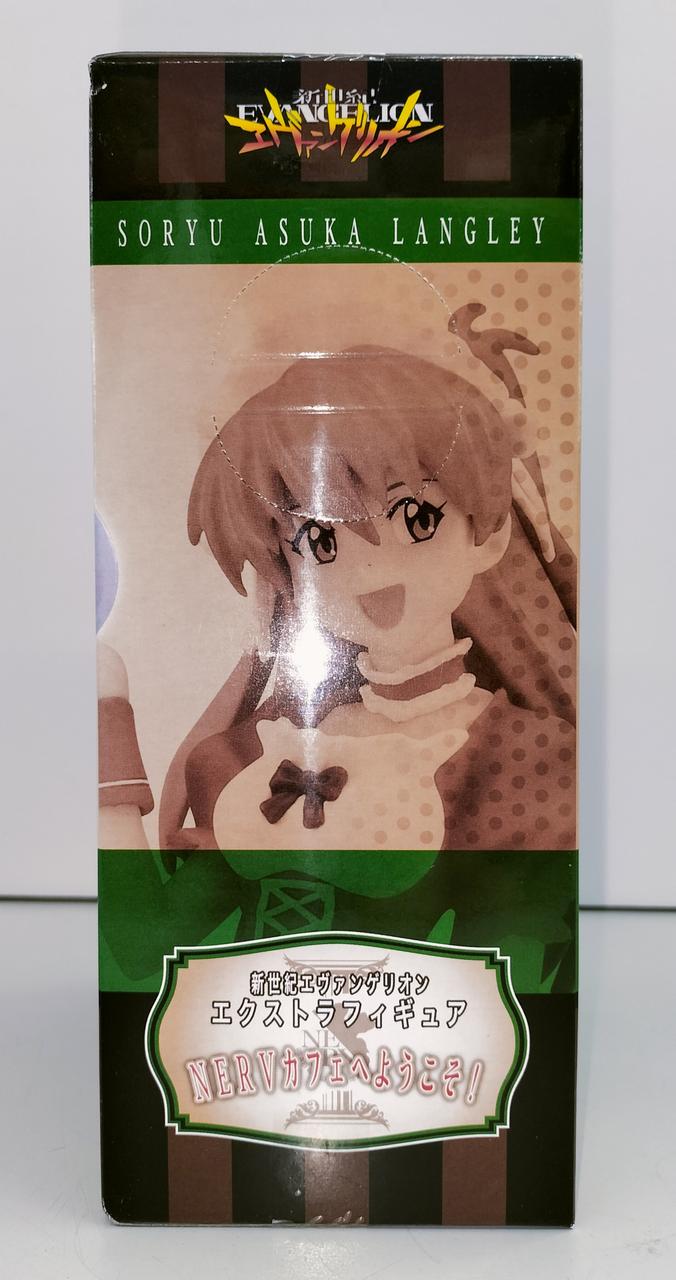 新世紀
EVANGELION
エヴァンゲリオン
SORYU ASUKA LANGLEY
新世紀エヴァンゲリオン
エクストラフィギュア
NERVカフェへようこそ!